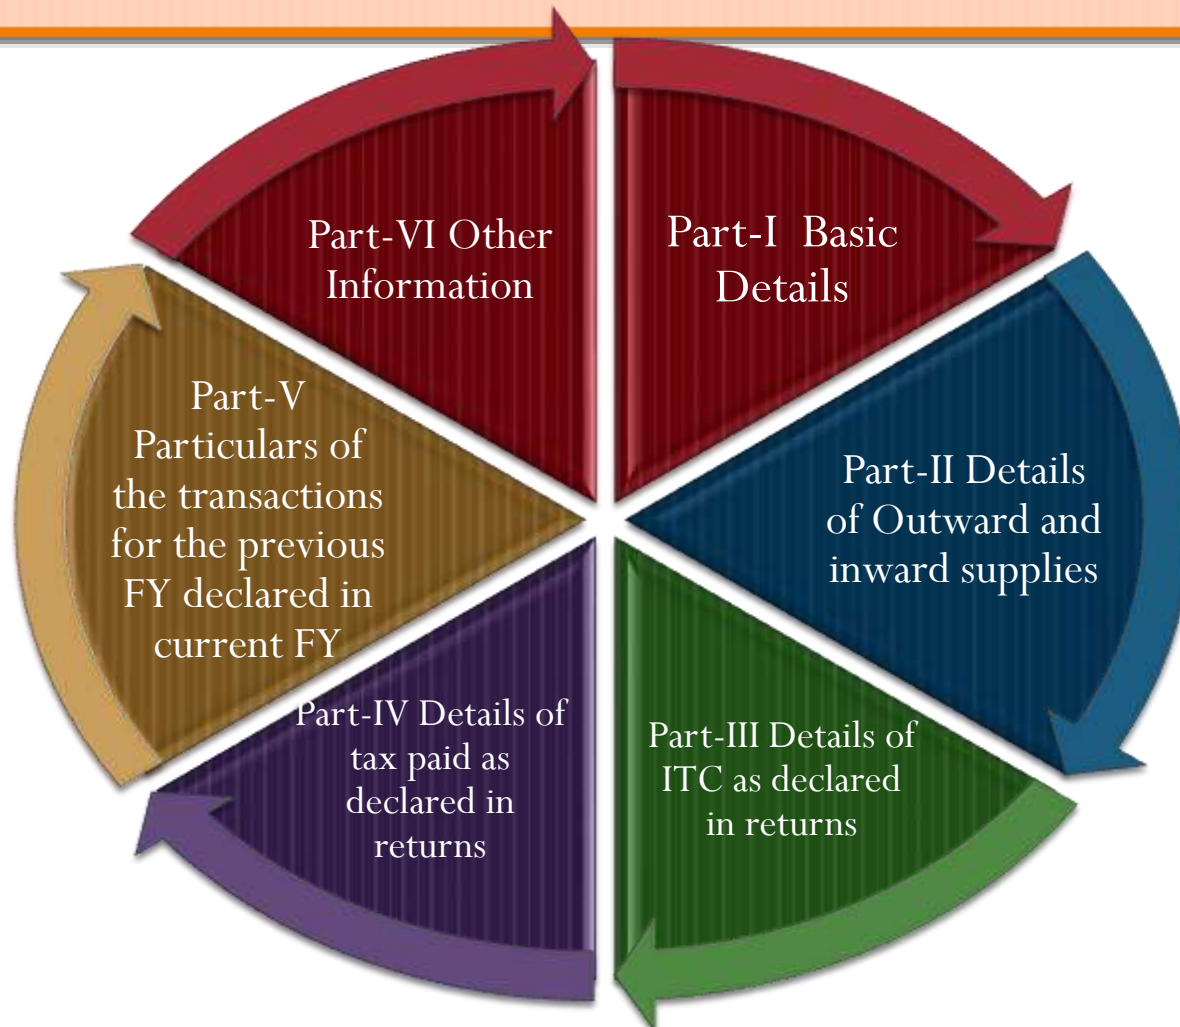 Part-I Basic
Details
Part-II Details
of Outward and
inward supplies
Part-III Details of
ITC as declared
in returns
Part-IV Details of
tax paid as
declared in
returns
Part-V
Particulars of
the transactions
for the previous
FY declared in
current FY
Part-VI Other
Information